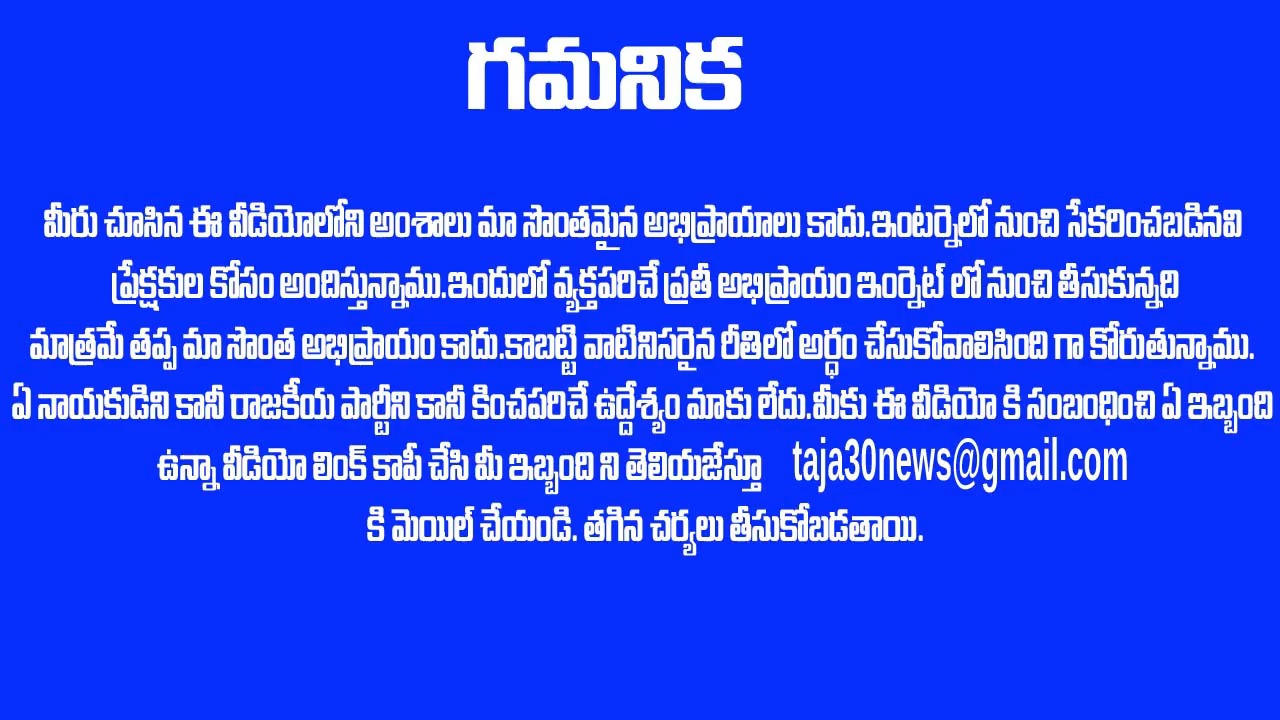 గమనిక
మీరు చూసిన ఈ వీడియోలోని అంశాలు మా సొంతమైన అభిప్రాయాలు కాదు.ఇంటర్నెలో నుంచి సేకరించబడినవి
ప్రేక్షకుల కోసం అందిస్తున్నాము.ఇందులో వ్యక్తపరిచే ప్రతీ అభిప్రాయం ఇంర్నెట్ లో నుంచి తీసుకున్నది
మాత్రమే తప్ప మా సొంత అభిప్రాయం కాదు.కాబట్టి వాటినిసరైన రీతిలో అర్ధం చేసుకోవాలిసింది గా కోరుతున్నాము.
ఏ నాయకుడిని కానీ రాజకీయ పార్టీని కానీ కించపరిచే ఉద్దేశ్యం మాకు లేదు.మీకు ఈ వీడియో కి సంబంధించి ఏ ఇబ్బంది
ఉన్నా వీడియో లింక్ కాపీ చేసి మీ ఇబ్బంది ని తెలియజేస్తూ taja30news@gmail.com
కి మెయిల్ చేయండి. తగిన చర్యలు తీసుకోబడతాయి.